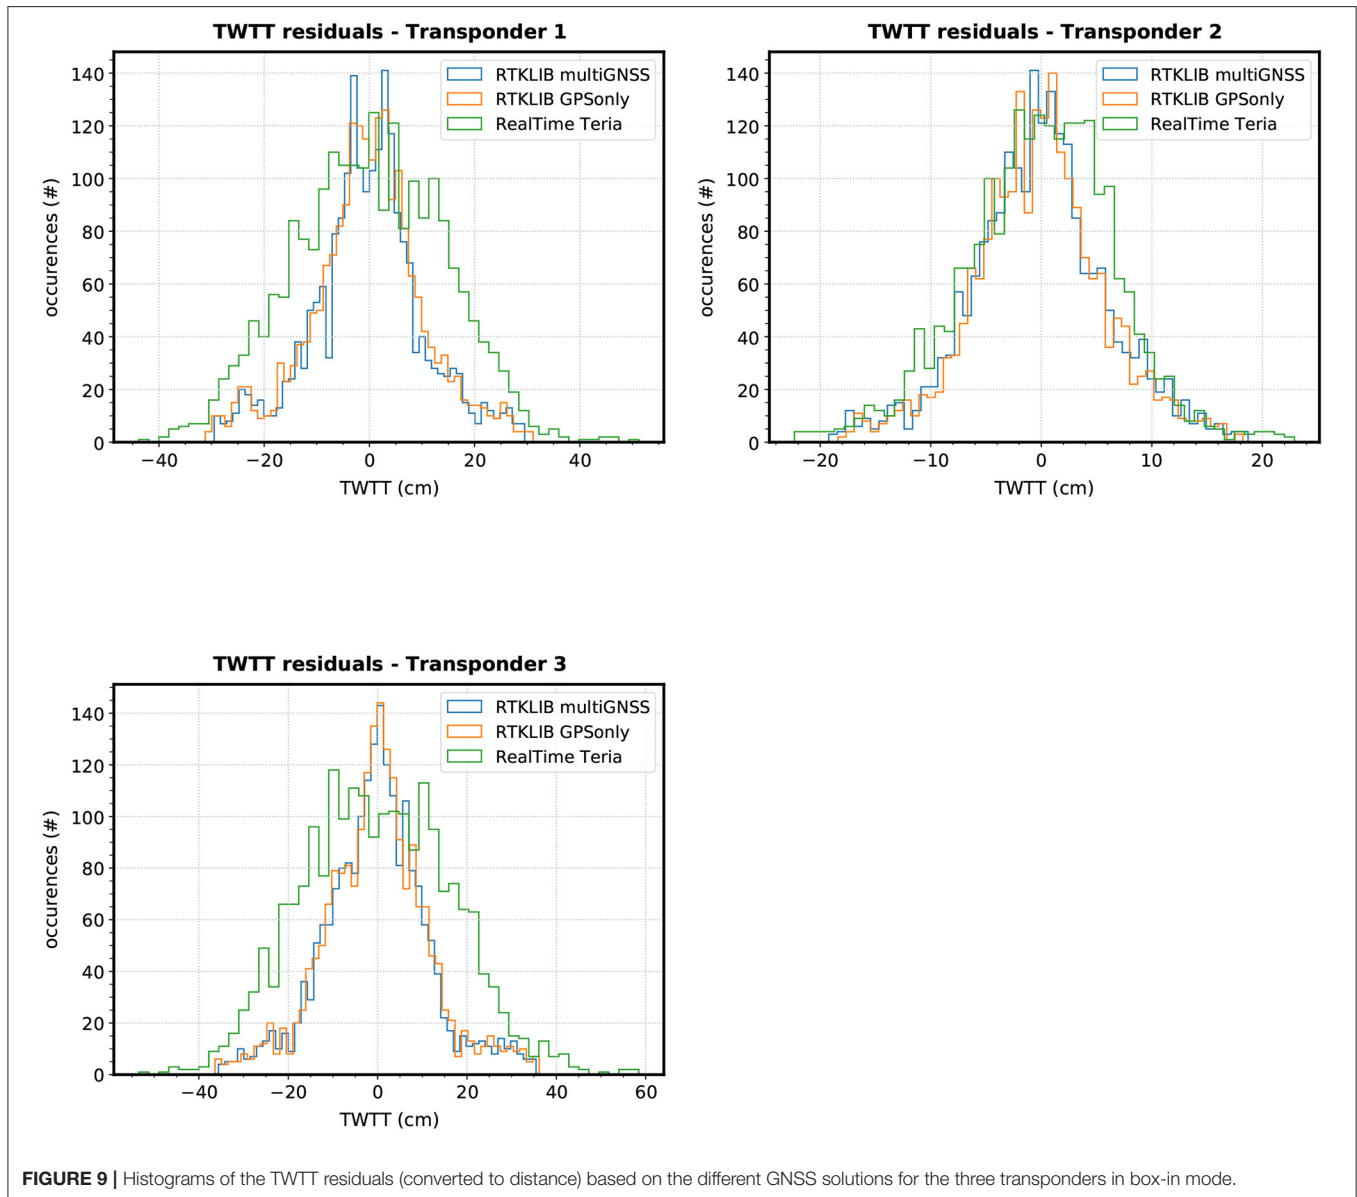 TWTT residuals - Transponder 1
140
120
100
80
60
40
20
0
occurences (#)
RTKLIB multiGNSS
RTKLIB GPSonly
RealTime Teria
−40 −20 0 20 40
TWTT (cm)
TWTT residuals - Transponder 2
140
120
100
80
60
40
20
0
occurences (#)
RTKLIB multiGNSS
RTKLIB GPSonly
RealTime Teria
−20 −10 0 10 20
TWTT (cm)
TWTT residuals - Transponder 3
140
120
100
80
60
40
20
0
occurences (#)
RTKLIB multiGNSS
RTKLIB GPSonly
RealTime Teria
−40 −20 0 20 40 60
TWTT (cm)
FIGURE 9 | Histograms of the TWTT residuals (converted to distance) based on the different GNSS solutions for the three transponders in box-in mode.